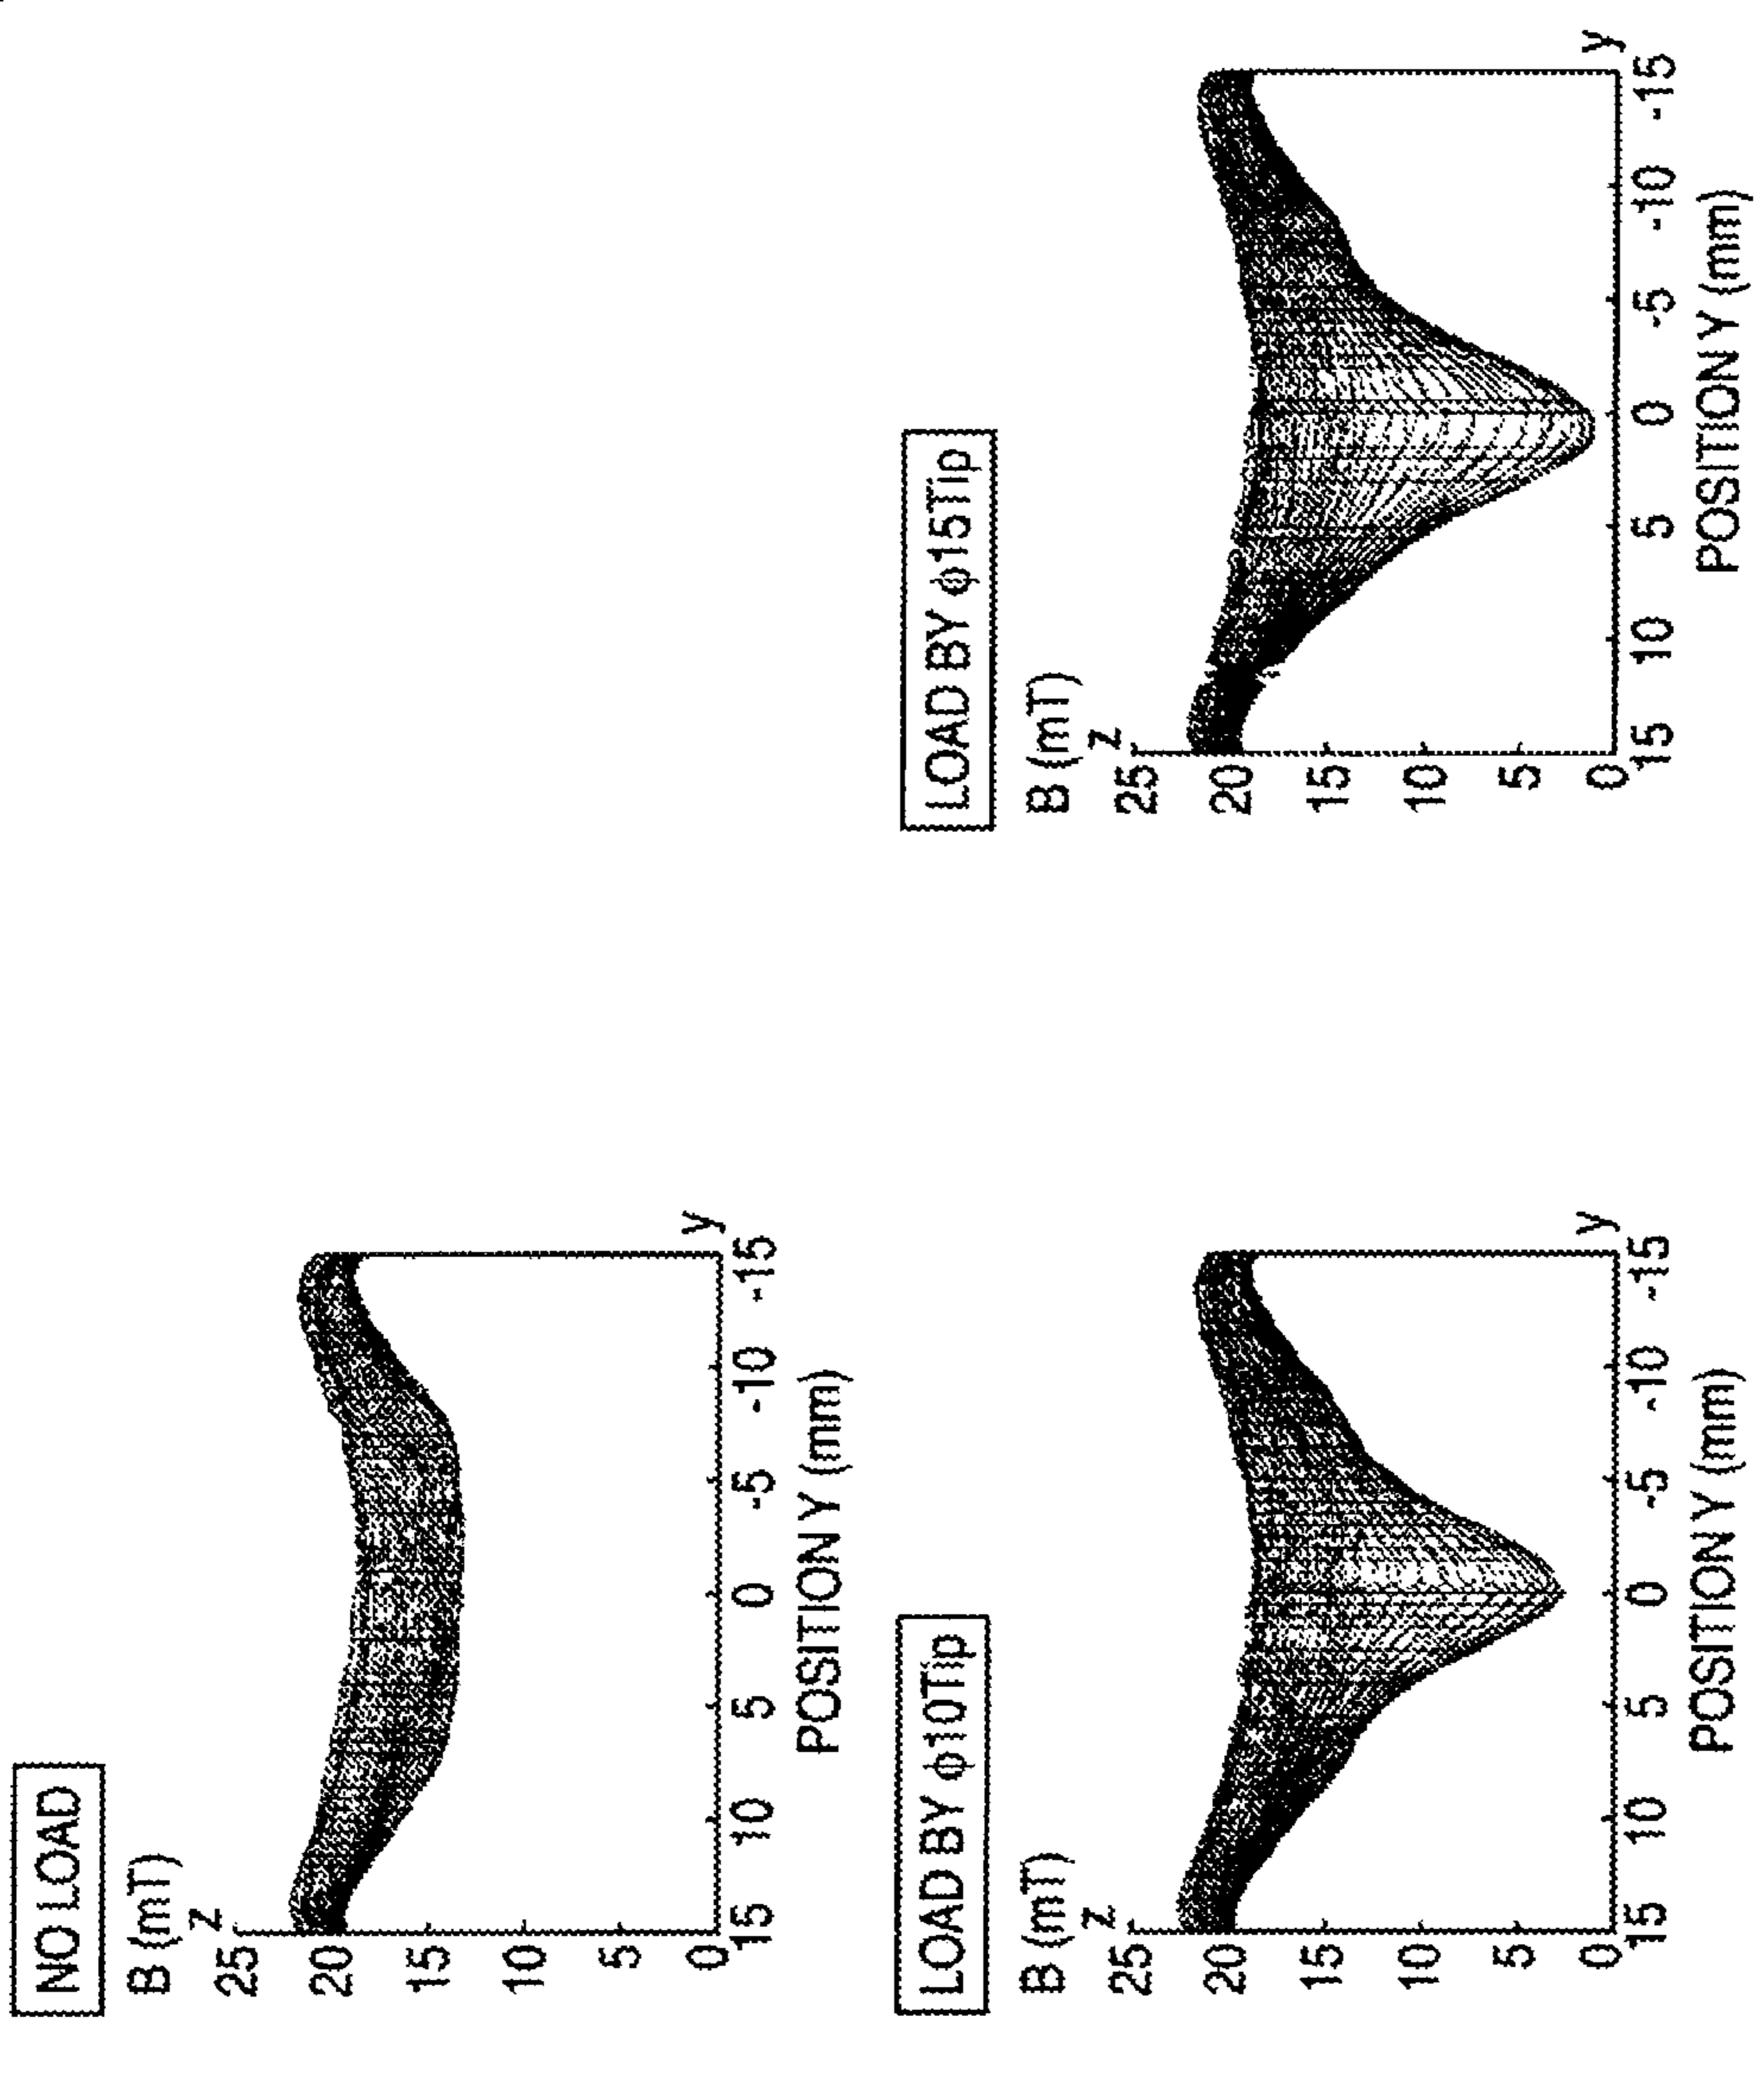 NO LOAD
B (mT)
z
25
20
15
10
5
0
15 10 5 0 -5 -10 -15
y
POSITION Y (mm)
LOAD BY φ10Tip
B (mT)
z
25
20
15
10
5
0
15 10 5 0 -5 -10 -15
y
POSITION Y (mm)
LOAD BY φ15Tip
B (mT)
z
25
20
15
10
5
0
15 10 5 0 -5 -10 -15
y
POSITION Y (mm)